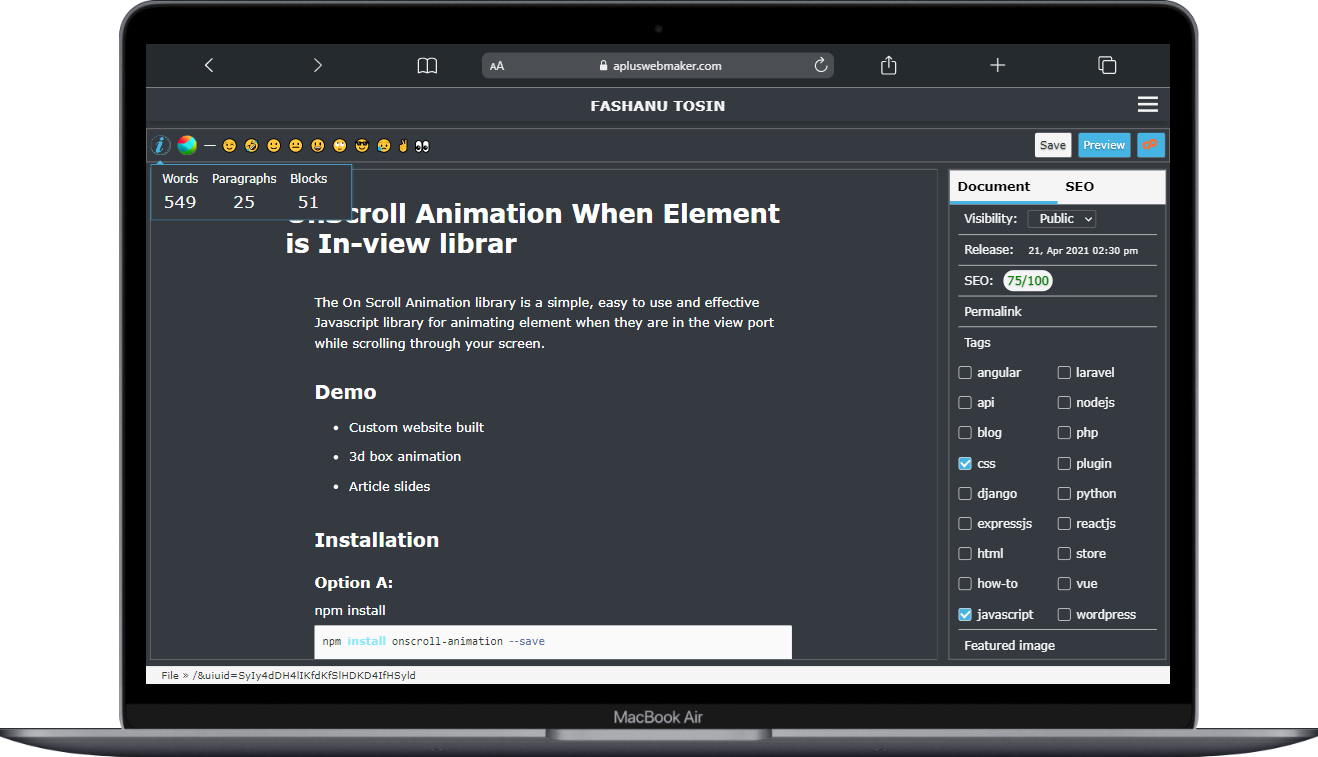 AA apluswebmaker.com
FASHANU TOSIN
Save Preview
Words Paragraphs Blocks
549 25 51
OnScroll Animation When Element
is In-view librar
The On Scroll Animation library is a simple, easy to use and effective
Javascript library for animating element when they are in the view port
while scrolling through your screen.
Demo
• Custom website built
• 3d box animation
• Article slides
Installation
Option A:
npm install
npm install onscroll-animation --save
Document SEO
Visibility: Public
Release: 21, Apr 2021 02:30 pm
SEO: 75/100
Permalink
Tags
angular laravel
api nodejs
blog php
css plugin
django python
expressjs reactjs
html store
how-to vue
javascript wordpress
Featured image
File » /&uiuid=SyIy4dDH4lIKfdKfSlHDKD4IfHSyld
MacBook Air